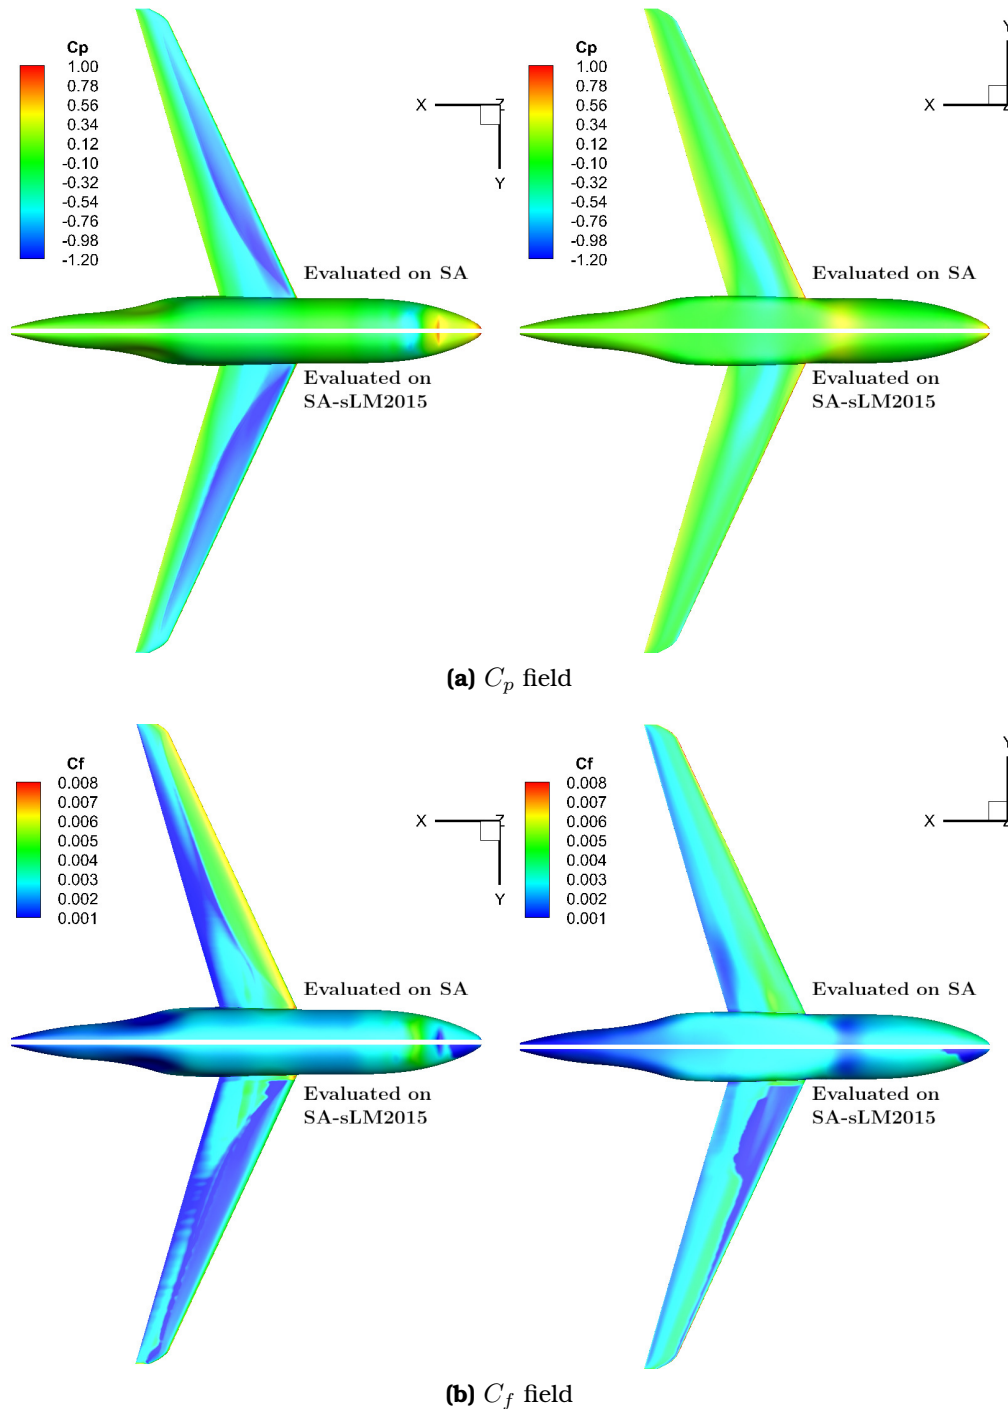 Cp
1.00
0.78
0.56
0.34
0.12
-0.10
-0.32
-0.54
-0.76
-0.98
-1.20
X
Z
Y
Evaluated on SA
Evaluated on
SA-sLM2015
Cp
1.00
0.78
0.56
0.34
0.12
-0.10
-0.32
-0.54
-0.76
-0.98
-1.20
Y
X
Z
Evaluated on SA
Evaluated on
SA-sLM2015
(a) Cp field
Cf
0.008
0.007
0.006
0.005
0.004
0.003
0.002
0.001
X
Z
Y
Evaluated on SA
Evaluated on
SA-sLM2015
Cf
0.008
0.007
0.006
0.005
0.004
0.003
0.002
0.001
Y
X
Z
Evaluated on SA
Evaluated on
SA-sLM2015
(b) Cf field